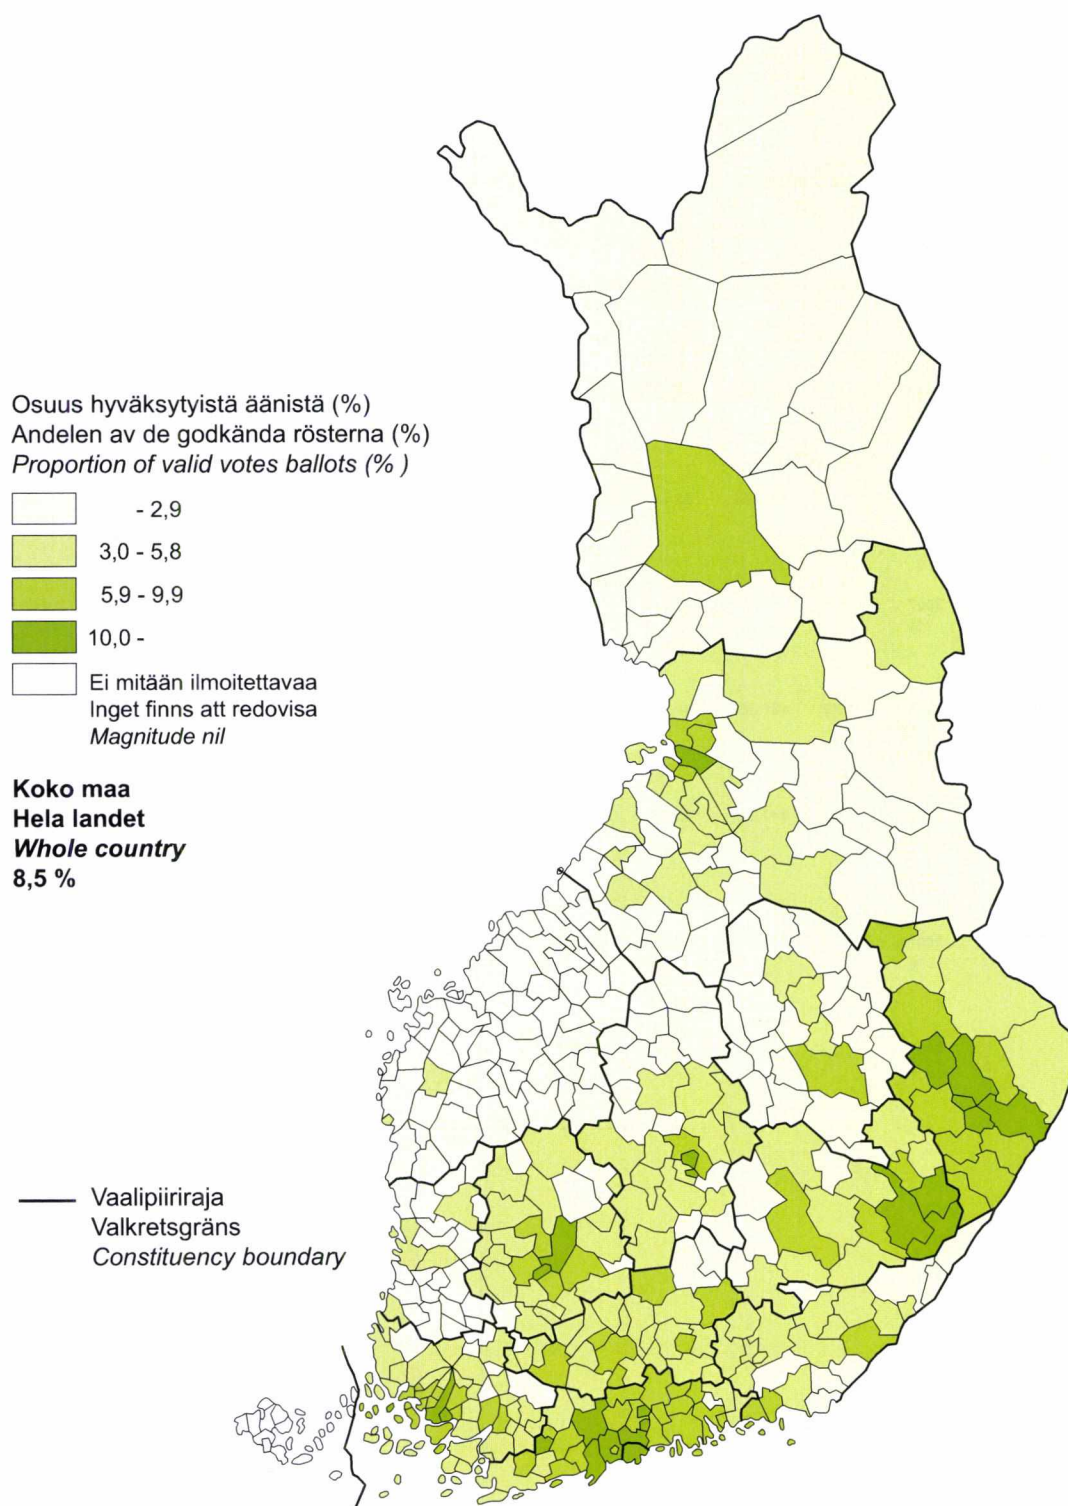 Osuus hyväksytyistä äänistä (%)
Andelen av de godkända rösterna (%)
Proportion of valid votes ballots (% )
- 2,9
3,0 - 5,8
5,9 - 9,9
10,0 -
Ei mitään ilmoitettavaa
Inget finns att redovisa
Magnitude nil
Koko maa
Hela landet
Whole country
8,5 %
Vaalipiiriraja
Valkretsgräns
Constituency boundary